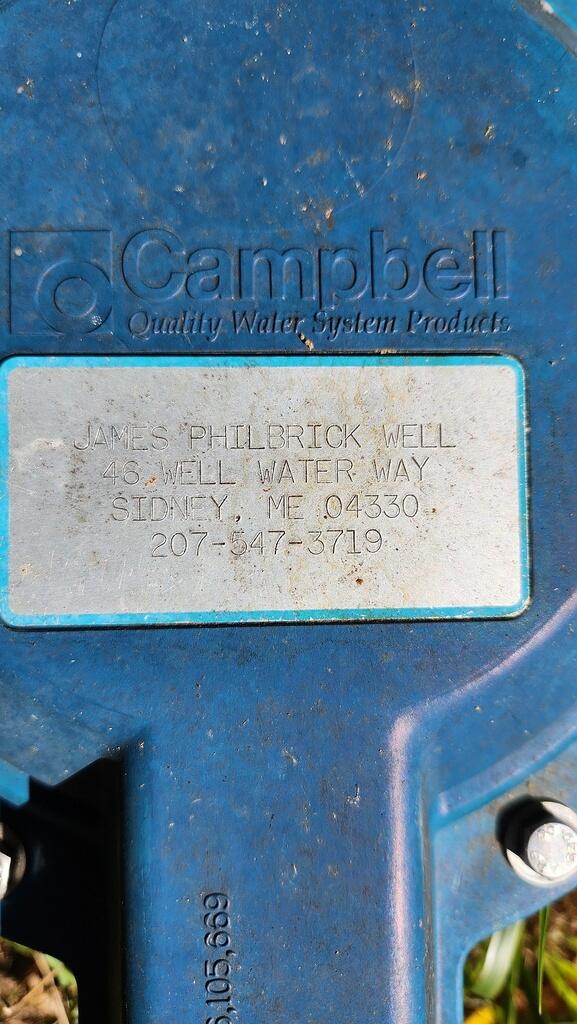 Campbell
Quality Water System Products
JAMES PHILBRICK WELL
46 WELL WATER WAY
SIDNEY, ME 04330
207-547-3719
,105,669